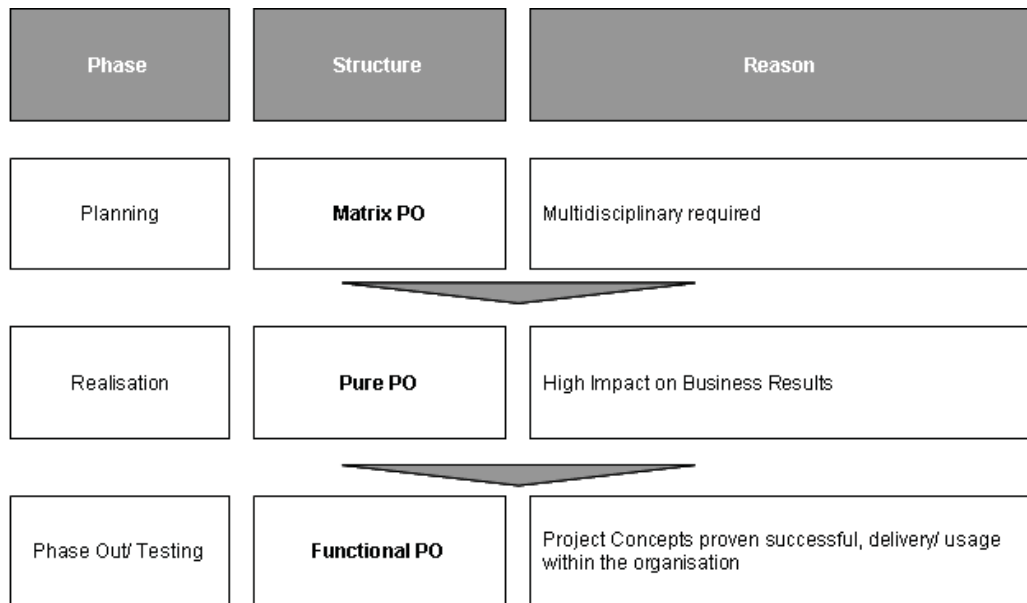 Phase
Structure
Reason
Planning
Matrix PO
Multidisciplinary required
Realisation
Pure PO
High Impact on Business Results
Phase Out/ Testing
Functional PO
Project Concepts proven successful, delivery/ usage
within the organisation